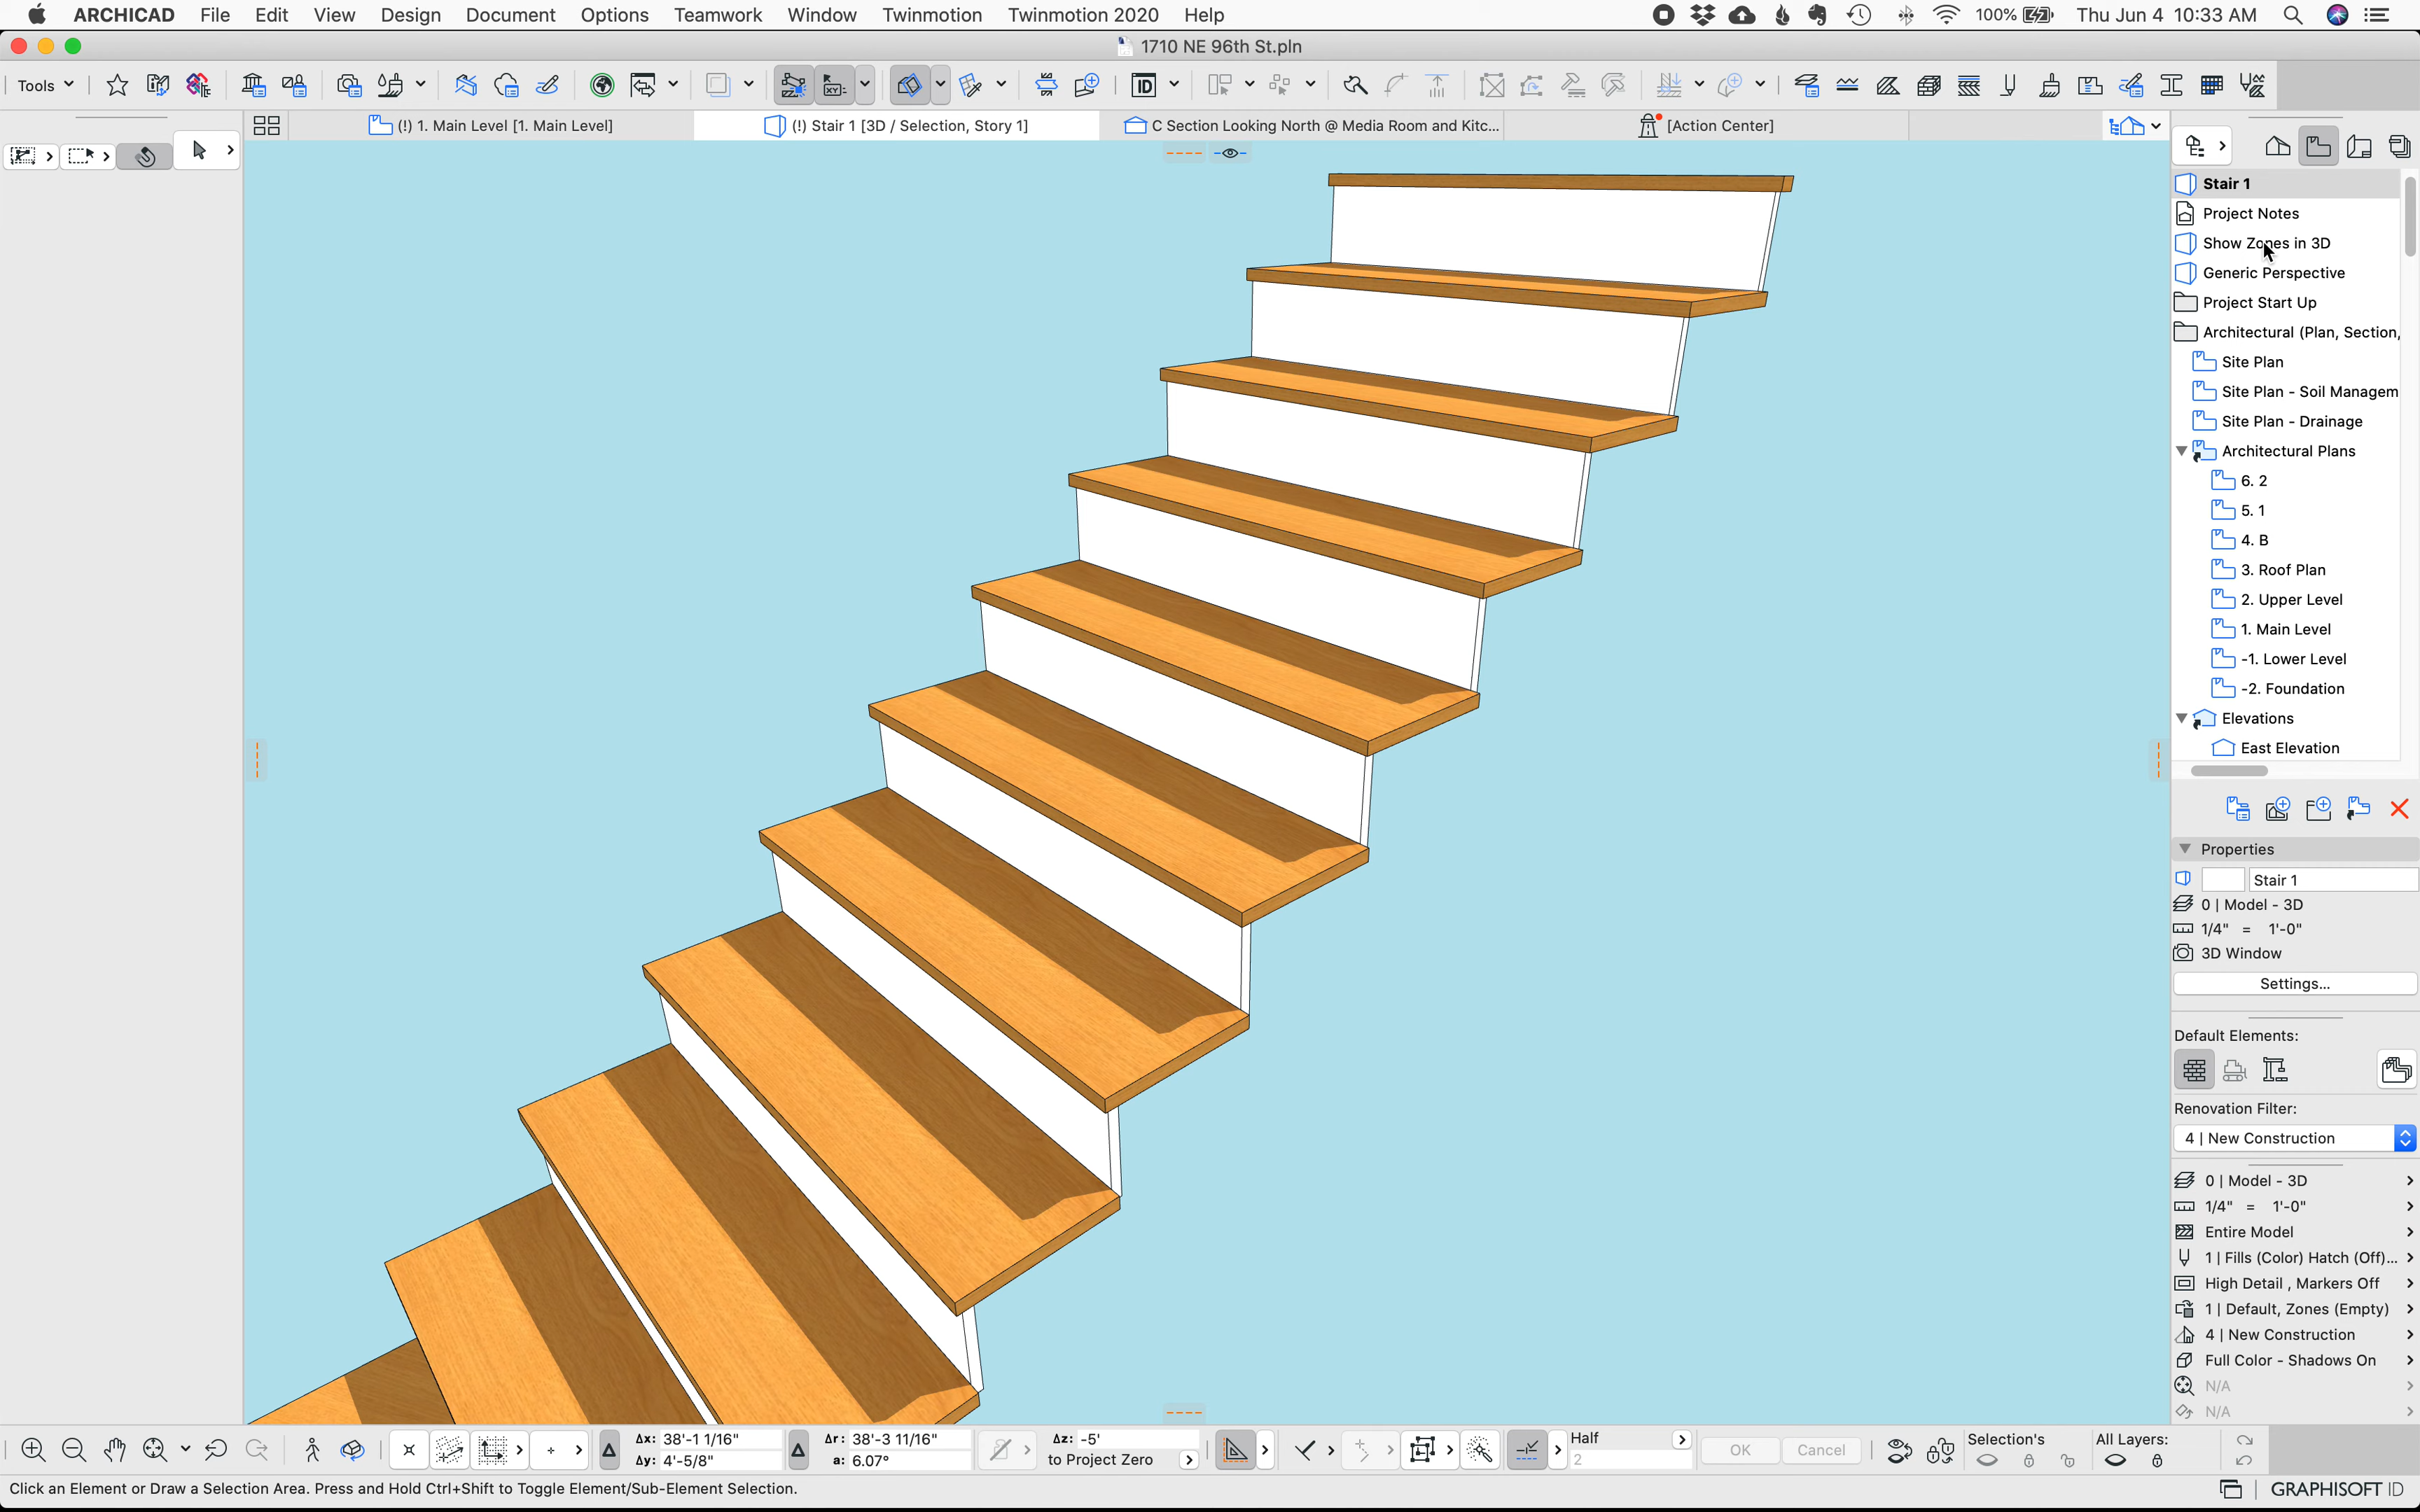 ARCHICAD File Edit View Design Document Options Teamwork Window Twinmotion Twinmotion 2020 Help 100% Thu Jun 4 10:33 AM
1710 NE 96th St.pln
Tools
(!) 1. Main Level [1. Main Level]
(!) Stair 1 [3D / Selection, Story 1]
C Section Looking North @ Media Room and Kitc...
[Action Center]
Stair 1
Project Notes
Show Zones in 3D
Generic Perspective
Project Start Up
Architectural (Plan, Section,
Site Plan
Site Plan - Soil Managem
Site Plan - Drainage
Architectural Plans
6. 2
5. 1
4. B
3. Roof Plan
2. Upper Level
1. Main Level
-1. Lower Level
-2. Foundation
Elevations
East Elevation
Properties
Stair 1
0 | Model - 3D
1/4" = 1'-0"
3D Window
Settings...
Default Elements:
Renovation Filter:
4 | New Construction
0 | Model - 3D
1/4" = 1'-0"
Entire Model
1 | Fills (Color) Hatch (Off)...
High Detail , Markers Off
1 | Default, Zones (Empty)
4 | New Construction
Full Color - Shadows On
N/A
N/A
Δx: 38'-1 1/16"
Δy: 4'-5/8"
Δr: 38'-3 11/16"
a: 6.07°
Δz: -5'
to Project Zero
Half
2
OK
Cancel
Selection's
All Layers:
Click an Element or Draw a Selection Area. Press and Hold Ctrl+Shift to Toggle Element/Sub-Element Selection.
GRAPHISOFT ID